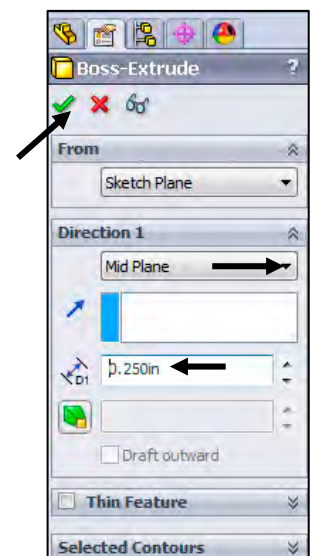 Boss-Extrude ?
From
Sketch Plane
Direction 1
Mid Plane
D1 0.250in
Draft outward
Thin Feature
Selected Contours